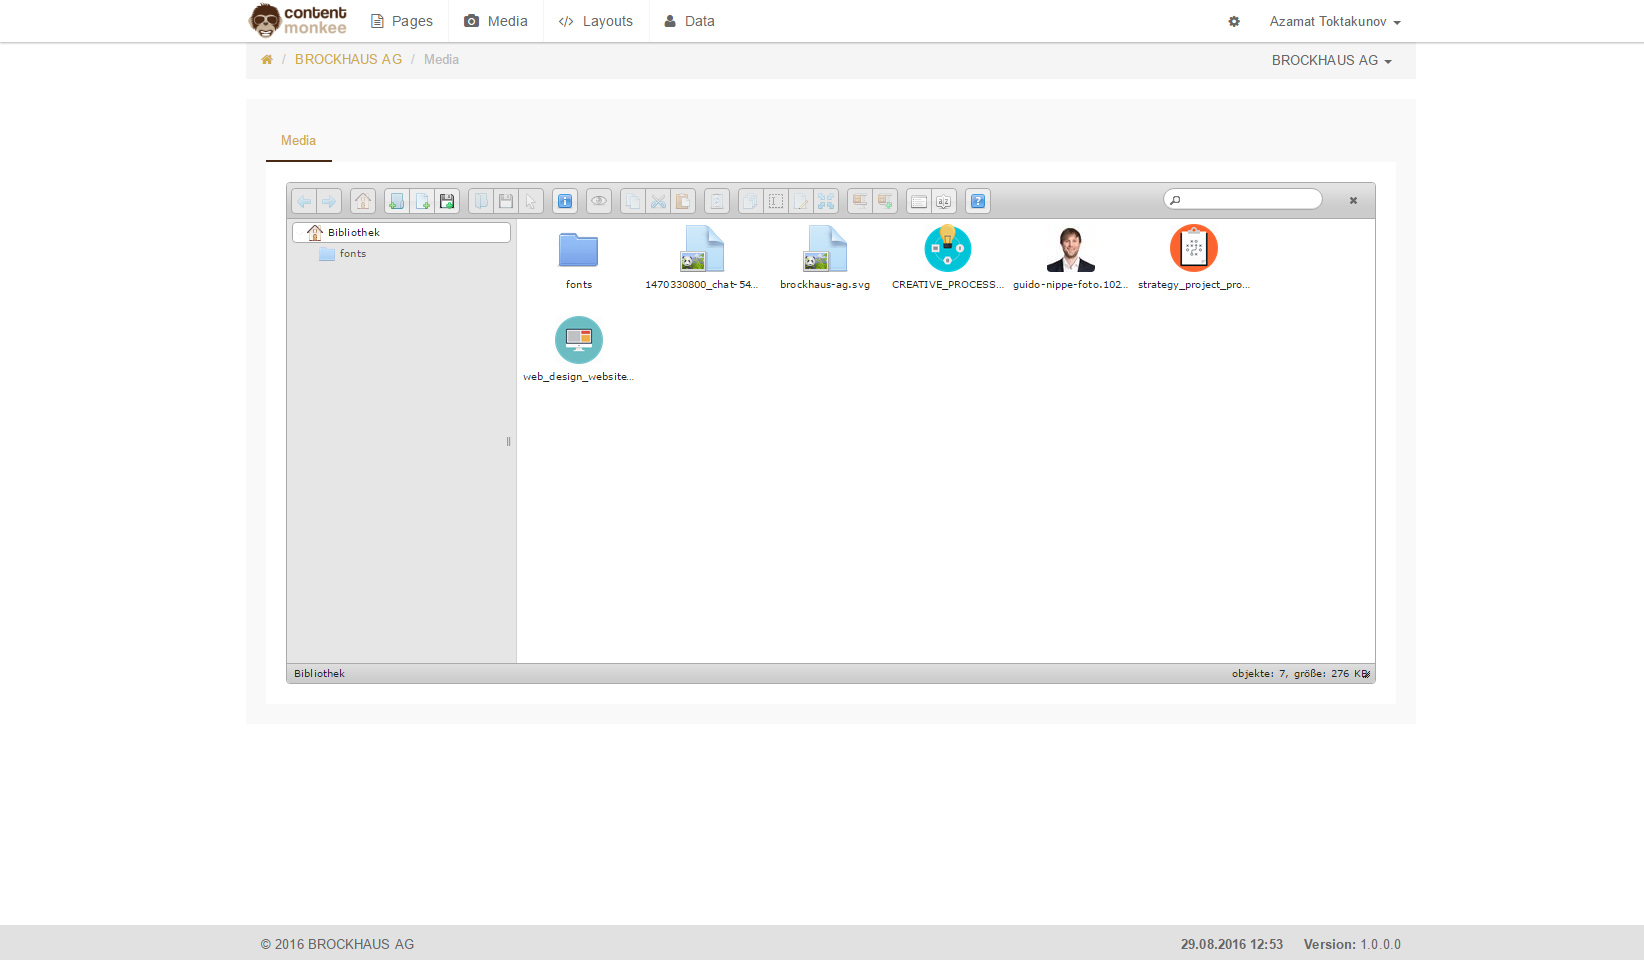 content
monkee
Pages
Media
Layouts
Data
Azamat Toktakunov
/ BROCKHAUS AG / Media
BROCKHAUS AG
Media
Bibliothek
fonts
fonts
1470330800_chat-54...
brockhaus-ag.svg
CREATIVE_PROCESS...
guido-nippe-foto.102...
strategy_project_pro...
web_design_website...
Bibliothek
objekte: 7, größe: 276 KB
© 2016 BROCKHAUS AG
29.08.2016 12:53
Version: 1.0.0.0